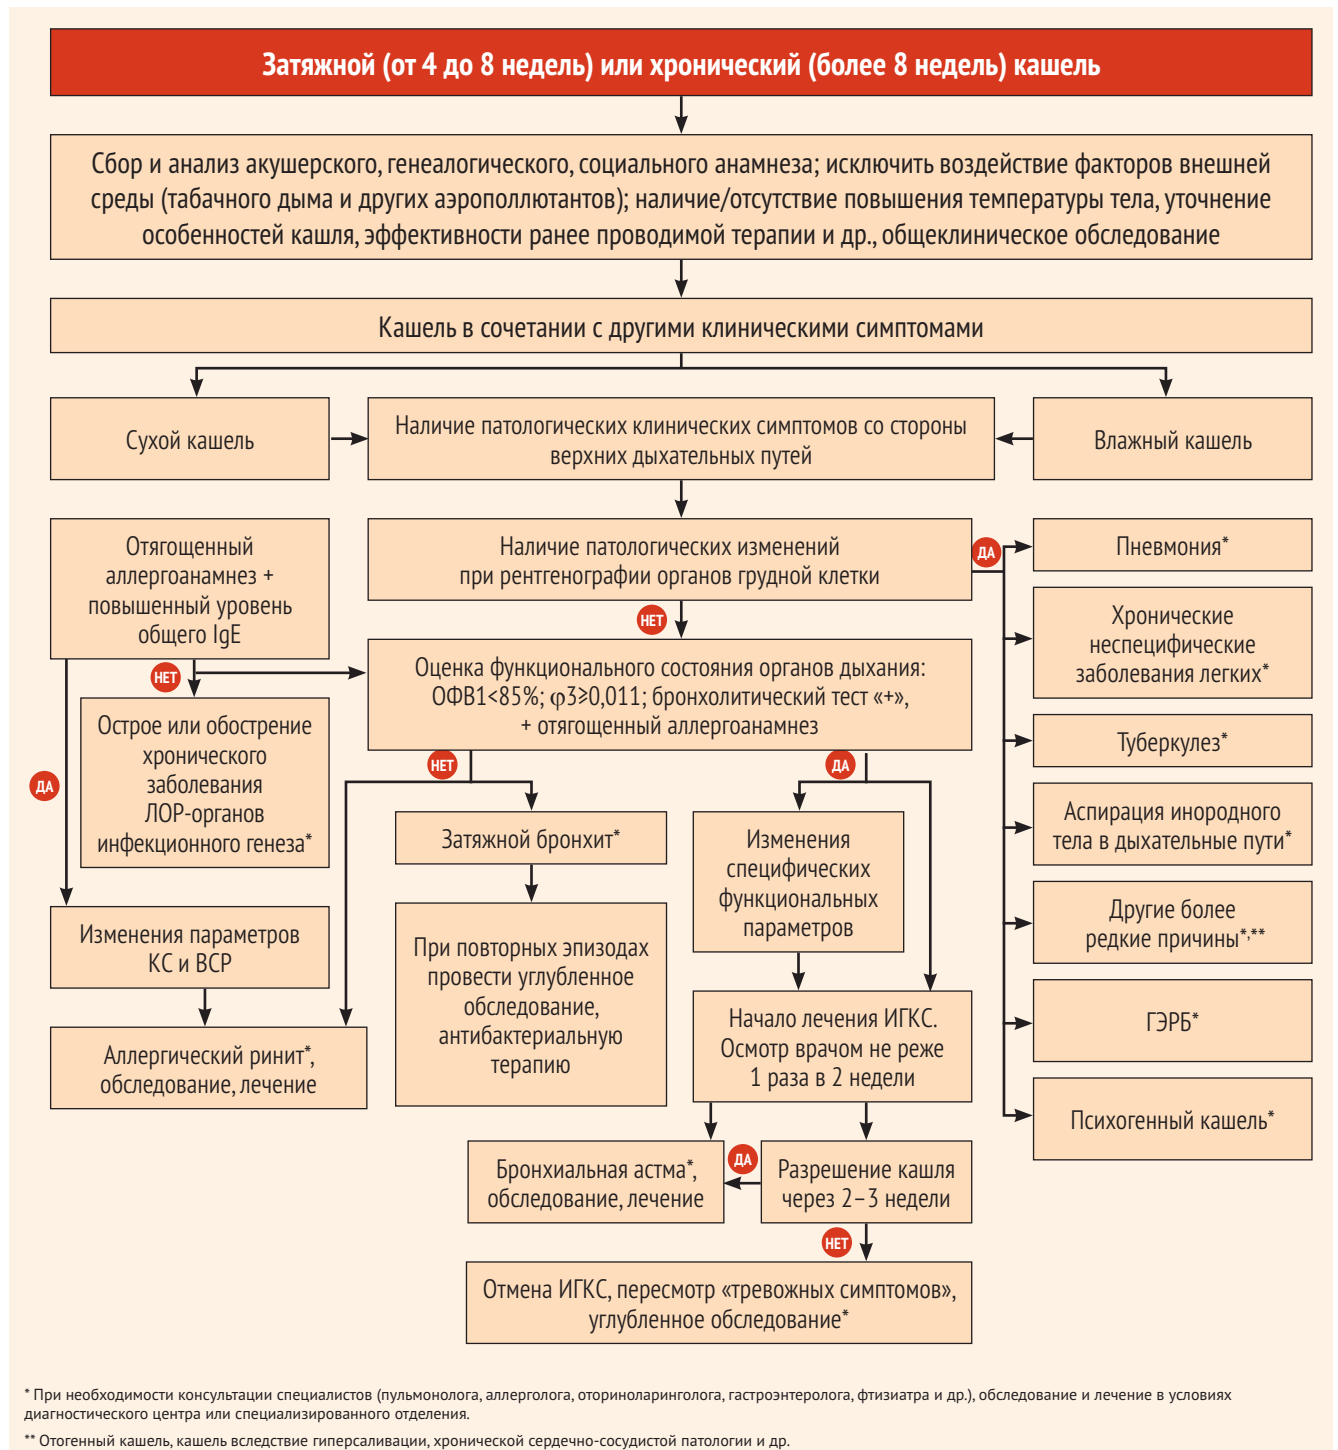 Затяжной (от 4 до 8 недель) или хронический (более 8 недель) кашель
Сбор и анализ акушерского, генеалогического, социального анамнеза; исключить воздействие факторов внешней
среды (табачного дыма и других аэрополлютантов); наличие/отсутствие повышения температуры тела, уточнение
особенностей кашля, эффективности ранее проводимой терапии и др., общеклиническое обследование
Кашель в сочетании с другими клиническими симптомами
Сухой кашель
Наличие патологических клинических симптомов со стороны
верхних дыхательных путей
Влажный кашель
Отягощенный
аллергоанамнез +
повышенный уровень
общего IgE
Наличие патологических изменений
при рентгенографии органов грудной клетки
ДА
Пневмония*
Хронические
неспецифические
заболевания легких*
Туберкулез*
Аспирация инородного
тела в дыхательные пути*
Другие более
редкие причины*,**
ГЭРБ*
Психогенный кашель*
НЕТ
Оценка функционального состояния органов дыхания:
ОФВ1<85%; φ3⩾0,011; бронхолитический тест «+»,
+ отягощенный аллергоанамнез
НЕТ
Острое или обострение
хронического
заболевания
ЛОР-органов
инфекционного генеза*
ДА
Изменения параметров
КС и ВСР
Аллергический ринит*,
обследование, лечение
НЕТ
Затяжной бронхит*
При повторных эпизодах
провести углубленное
обследование,
антибактериальную
терапию
ДА
Изменения
специфических
функциональных
параметров
Начало лечения ИГКС.
Осмотр врачом не реже
1 раза в 2 недели
Бронхиальная астма*,
обследование, лечение
ДА
Разрешение кашля
через 2–3 недели
НЕТ
Отмена ИГКС, пересмотр «тревожных симптомов»,
углубленное обследование*
* При необходимости консультации специалистов (пульмонолога, аллерголога, оториноларинголога, гастроэнтеролога, фтизиатра и др.), обследование и лечение в условиях
диагностического центра или специализированного отделения.
** Отогенный кашель, кашель вследствие гиперсаливации, хронической сердечно-сосудистой патологии и др.